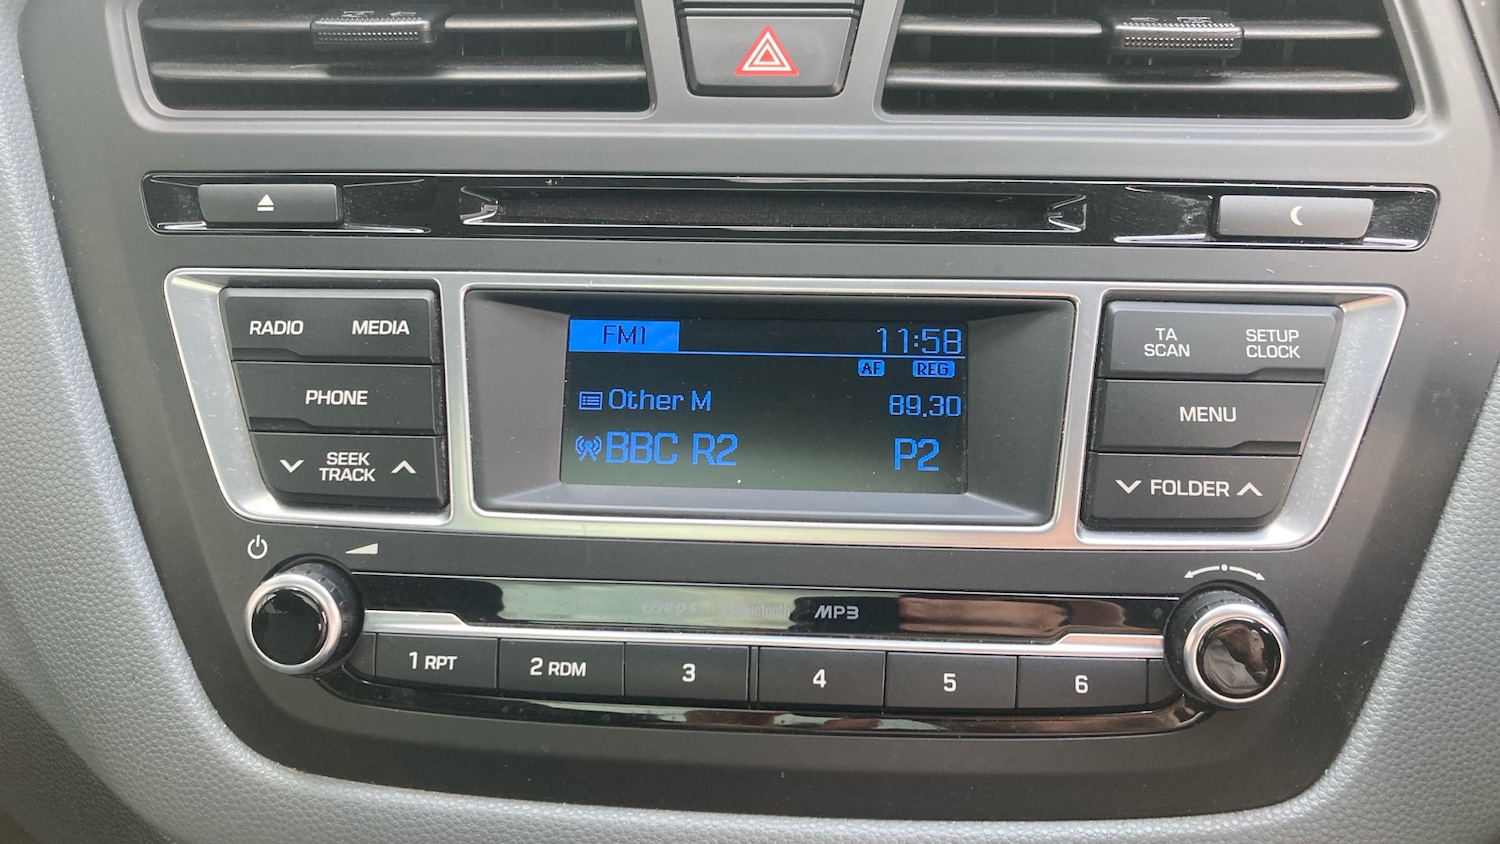 RADIO MEDIA
PHONE
SEEK
TRACK
FM1 11:58
AF REG
Other M 89.30
BBC R2 P2
TA
SCAN
SETUP
CLOCK
MENU
FOLDER
R·D·S Bluetooth MP3
1 RPT 2 RDM 3 4 5 6